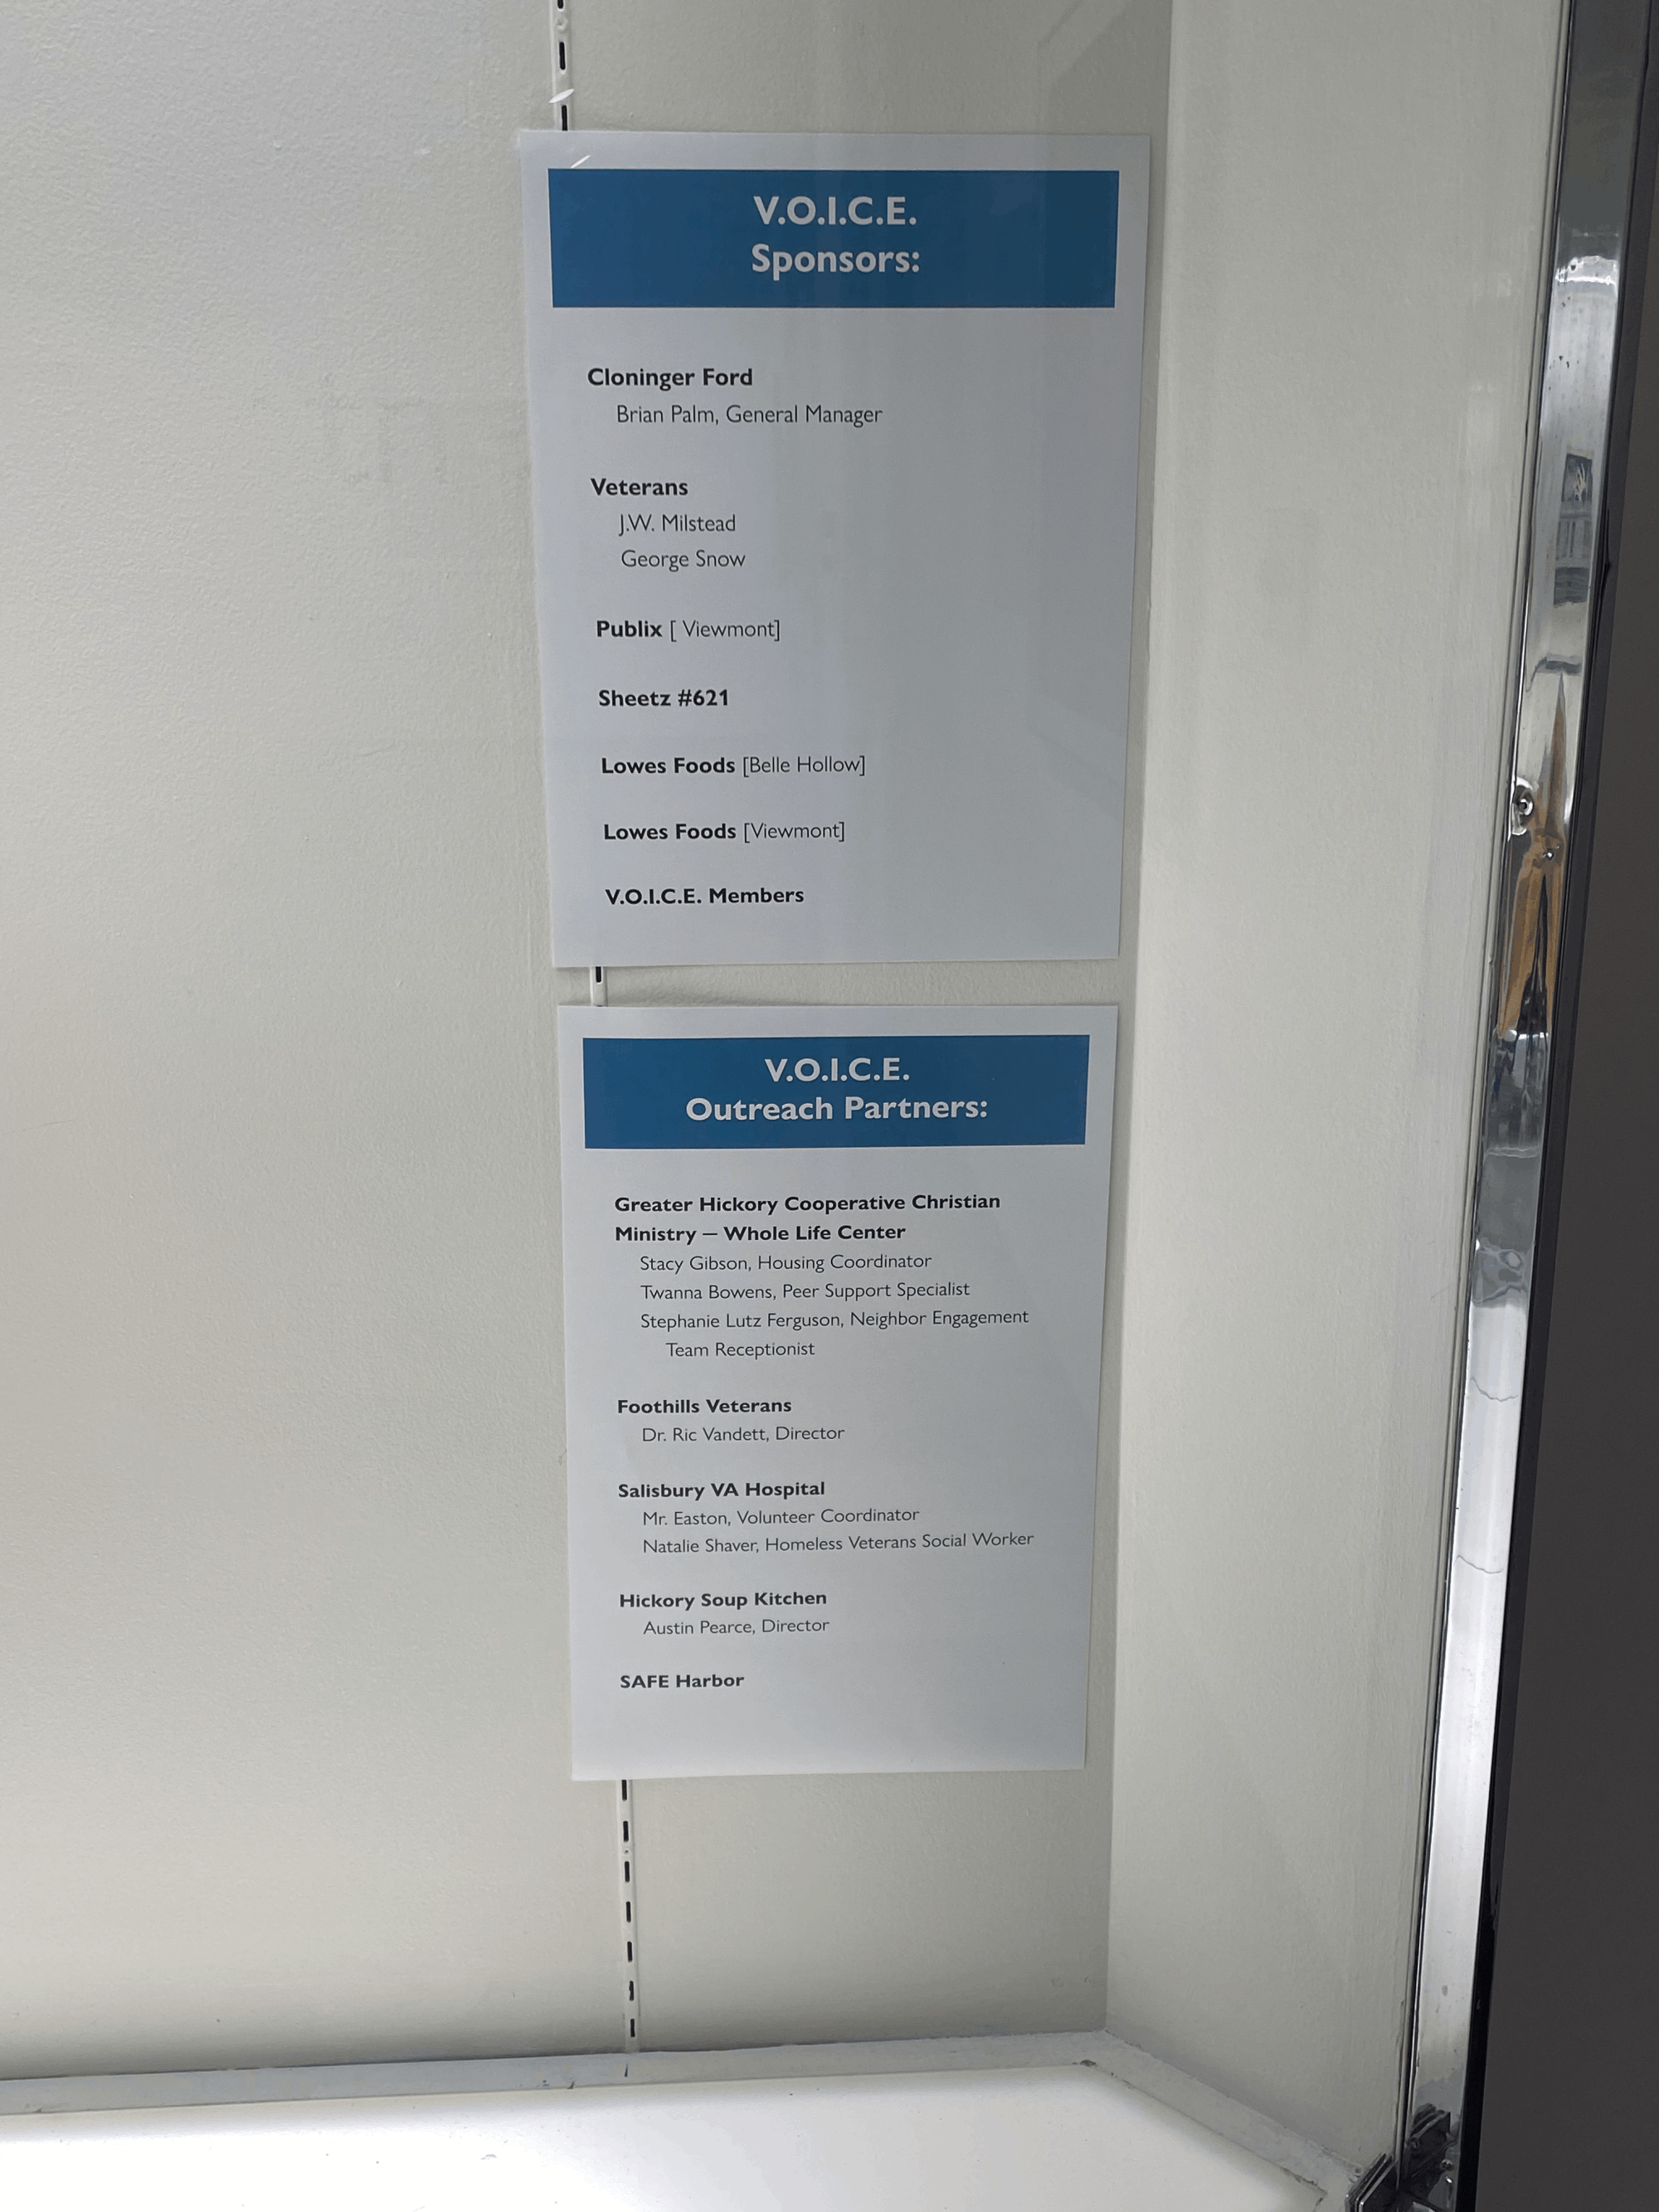 V.O.I.C.E.
Sponsors:
Cloninger Ford
Brian Palm, General Manager
Veterans
J.W. Milstead
George Snow
Publix [ Viewmont]
Sheetz #621
Lowes Foods [Belle Hollow]
Lowes Foods [Viewmont]
V.O.I.C.E. Members
V.O.I.C.E.
Outreach Partners:
Greater Hickory Cooperative Christian
Ministry – Whole Life Center
Stacy Gibson, Housing Coordinator
Twanna Bowens, Peer Support Specialist
Stephanie Lutz Ferguson, Neighbor Engagement
Team Receptionist
Foothills Veterans
Dr. Ric Vandett, Director
Salisbury VA Hospital
Mr. Easton, Volunteer Coordinator
Natalie Shaver, Homeless Veterans Social Worker
Hickory Soup Kitchen
Austin Pearce, Director
SAFE Harbor